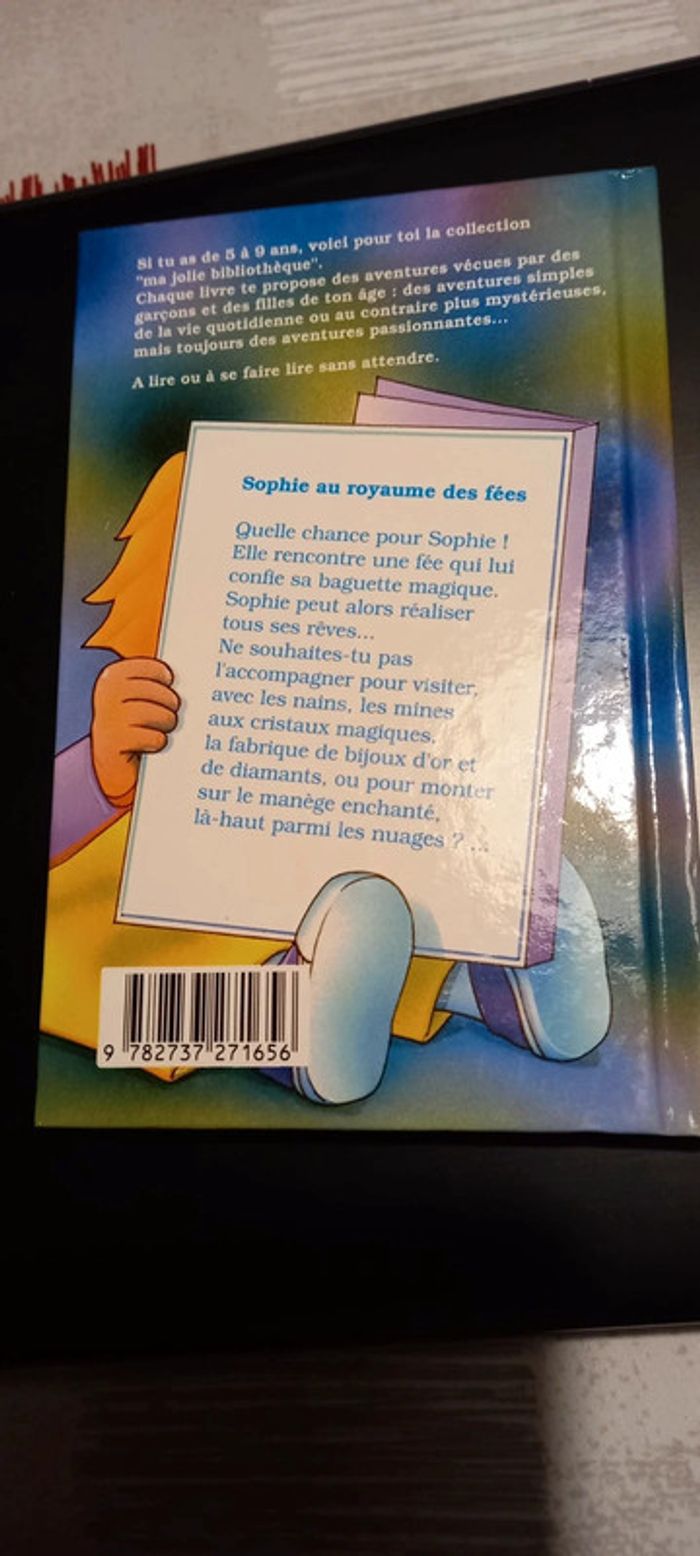 Si tu as de 5 à 9 ans, voici pour toi la collection
"ma jolie bibliothèque".
Chaque livre te propose des aventures vécues par des
garçons et des filles de ton âge : des aventures simples
de la vie quotidienne ou au contraire plus mystérieuses,
mais toujours des aventures passionnantes...
A lire ou à se faire lire sans attendre.
Sophie au royaume des fées
Quelle chance pour Sophie !
Elle rencontre une fée qui lui
confie sa baguette magique.
Sophie peut alors réaliser
tous ses rêves...
Ne souhaites-tu pas
l'accompagner pour visiter,
avec les nains, les mines
aux cristaux magiques,
la fabrique de bijoux d'or et
de diamants, ou pour monter
sur le manège enchanté,
là-haut parmi les nuages ? ...
9 782737 271656